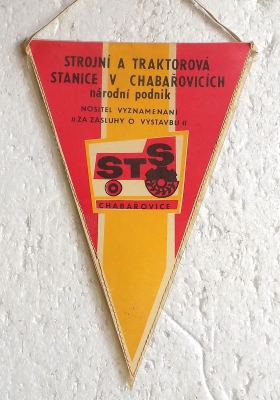 STROJNÍ A TRAKTOROVÁ
STANICE V CHABAŘOVICÍCH
národní podnik
NOSITEL VYZNAMENÁNÍ
„ ZA ZÁSLUHY O VÝSTAVBU "
STS
CHABAŘOVICE